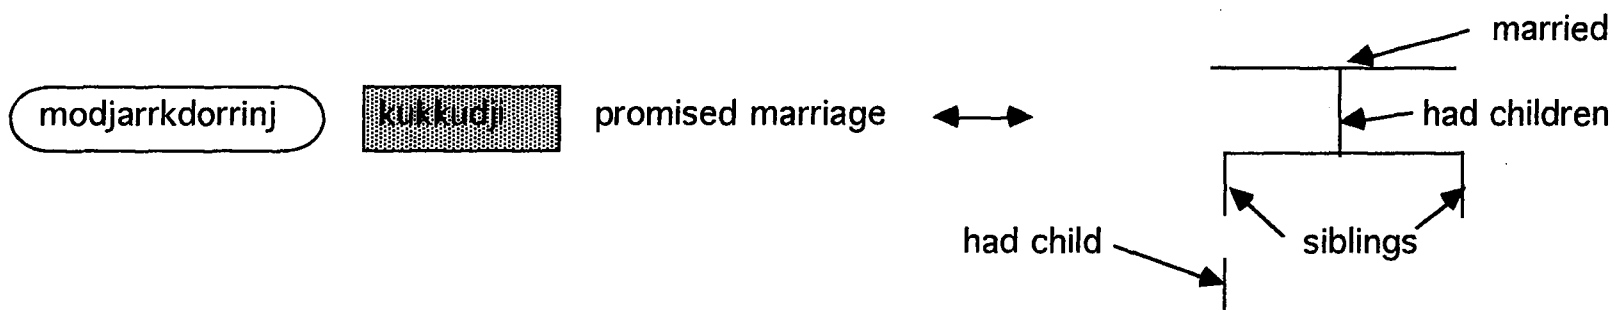 married
modjarrkdorrinj
kukkudji
promised marriage
had children
had child
siblings